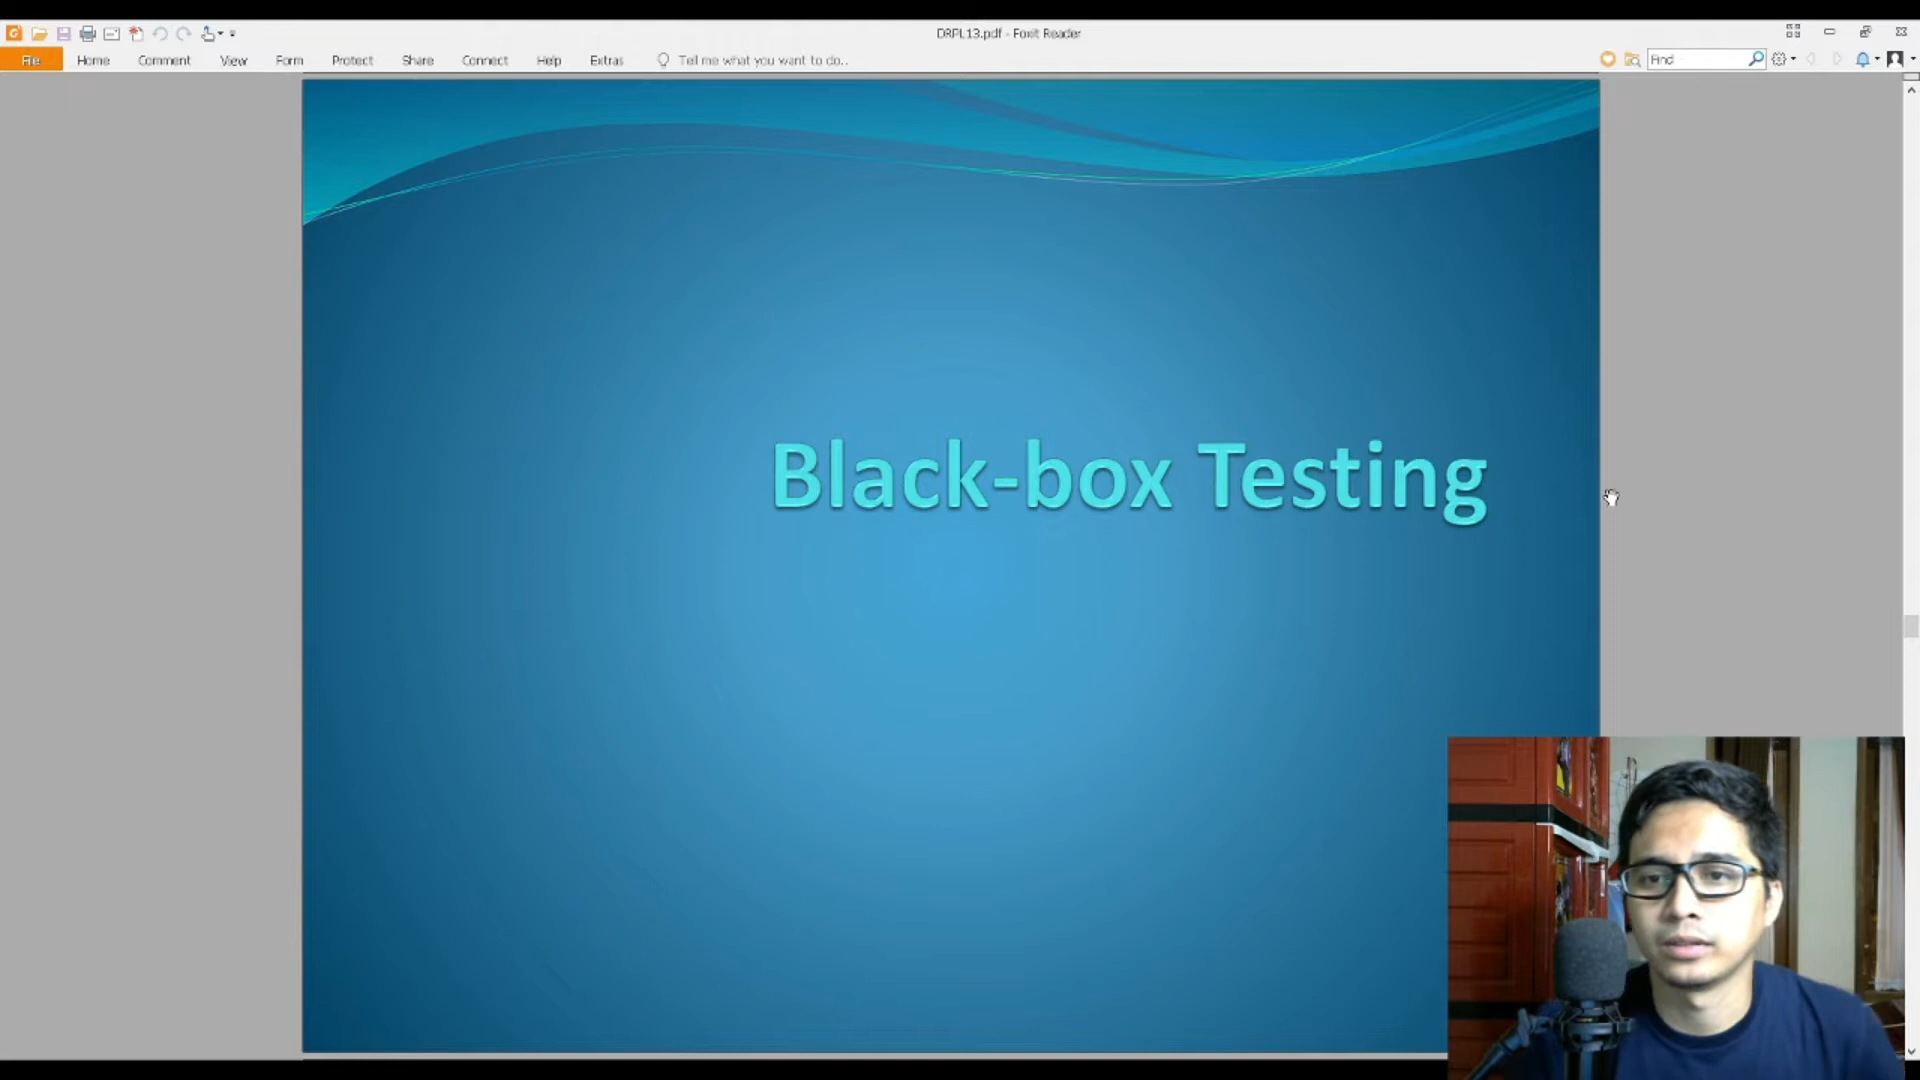 DRPL13.pdf - Foxit Reader
File Home Comment View Form Protect Share Connect Help Extras Tell me what you want to do.. Find
Black-box Testing